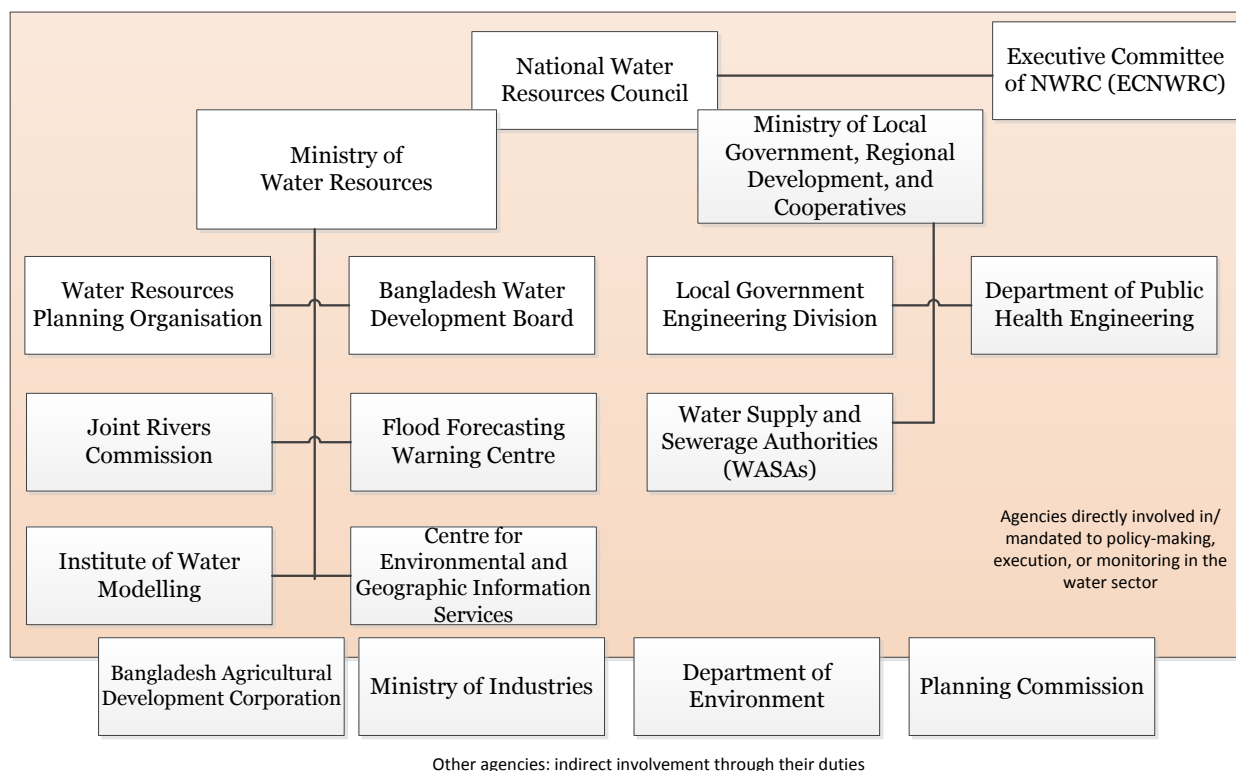 National Water
Resources Council
Executive Committee
of NWRC (ECNWRC)
Ministry of
Water Resources
Ministry of Local
Government, Regional
Development, and
Cooperatives
Water Resources
Planning Organisation
Bangladesh Water
Development Board
Local Government
Engineering Division
Department of Public
Health Engineering
Joint Rivers
Commission
Flood Forecasting
Warning Centre
Water Supply and
Sewerage Authorities
(WASAs)
Institute of Water
Modelling
Centre for
Environmental and
Geographic Information
Services
Agencies directly involved in/
mandated to policy-making,
execution, or monitoring in the
water sector
Bangladesh Agricultural
Development Corporation
Ministry of Industries
Department of
Environment
Planning Commission
Other agencies: indirect involvement through their duties